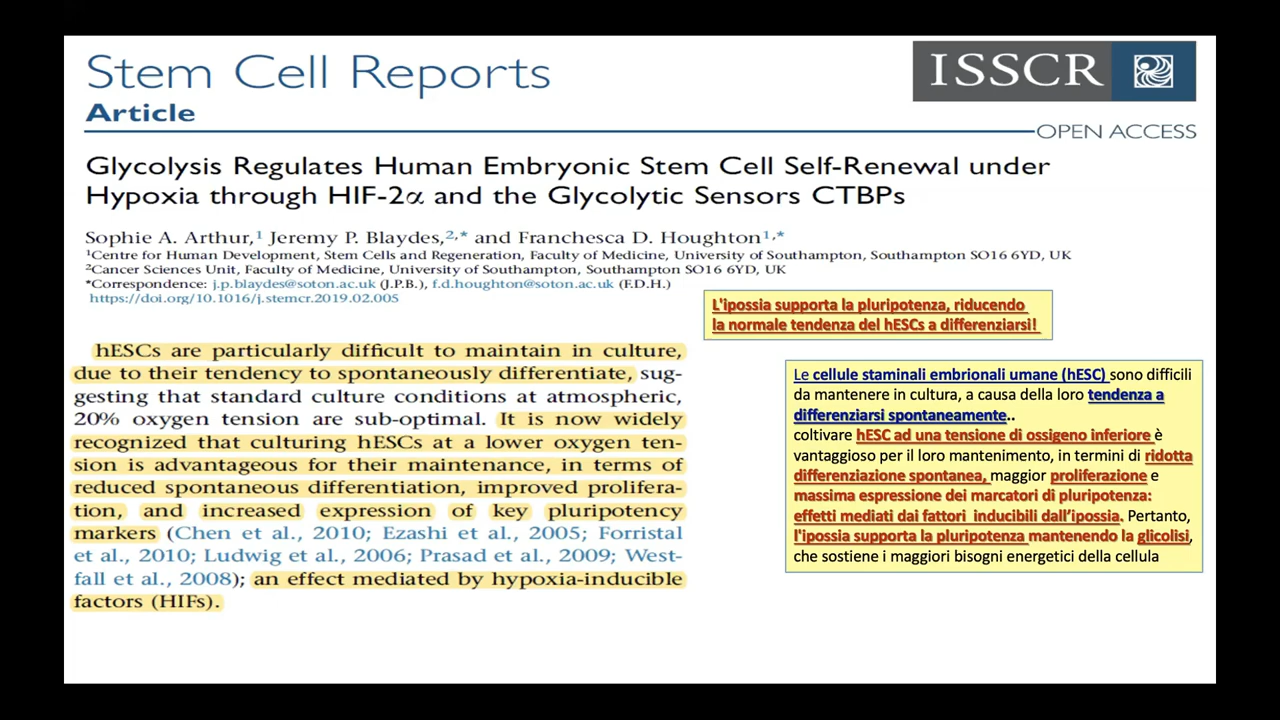 Stem Cell Reports
Article
ISSCR
OPEN ACCESS
Glycolysis Regulates Human Embryonic Stem Cell Self-Renewal under
Hypoxia through HIF-2α and the Glycolytic Sensors CTBPs
Sophie A. Arthur,¹ Jeremy P. Blaydes,²,* and Franchesca D. Houghton¹,*
¹Centre for Human Development, Stem Cells and Regeneration, Faculty of Medicine, University of Southampton, Southampton SO16 6YD, UK
²Cancer Sciences Unit, Faculty of Medicine, University of Southampton, Southampton SO16 6YD, UK
*Correspondence: j.p.blaydes@soton.ac.uk (J.P.B.), f.d.houghton@soton.ac.uk (F.D.H.)
https://doi.org/10.1016/j.stemcr.2019.02.005
L'ipossia supporta la pluripotenza, riducendo
la normale tendenza del hESCs a differenziarsi!
hESCs are particularly difficult to maintain in culture,
due to their tendency to spontaneously differentiate, sug-
gesting that standard culture conditions at atmospheric,
20% oxygen tension are sub-optimal. It is now widely
recognized that culturing hESCs at a lower oxygen ten-
sion is advantageous for their maintenance, in terms of
reduced spontaneous differentiation, improved prolifera-
tion, and increased expression of key pluripotency
markers (Chen et al., 2010; Ezashi et al., 2005; Forristal
et al., 2010; Ludwig et al., 2006; Prasad et al., 2009; West-
fall et al., 2008); an effect mediated by hypoxia-inducible
factors (HIFs).
Le cellule staminali embrionali umane (hESC) sono difficili
da mantenere in cultura, a causa della loro tendenza a
differenziarsi spontaneamente..
coltivare hESC ad una tensione di ossigeno inferiore è
vantaggioso per il loro mantenimento, in termini di ridotta
differenziazione spontanea, maggior proliferazione e
massima espressione dei marcatori di pluripotenza:
effetti mediati dai fattori inducibili dall'ipossia. Pertanto,
l'ipossia supporta la pluripotenza mantenendo la glicolisi,
che sostiene i maggiori bisogni energetici della cellula